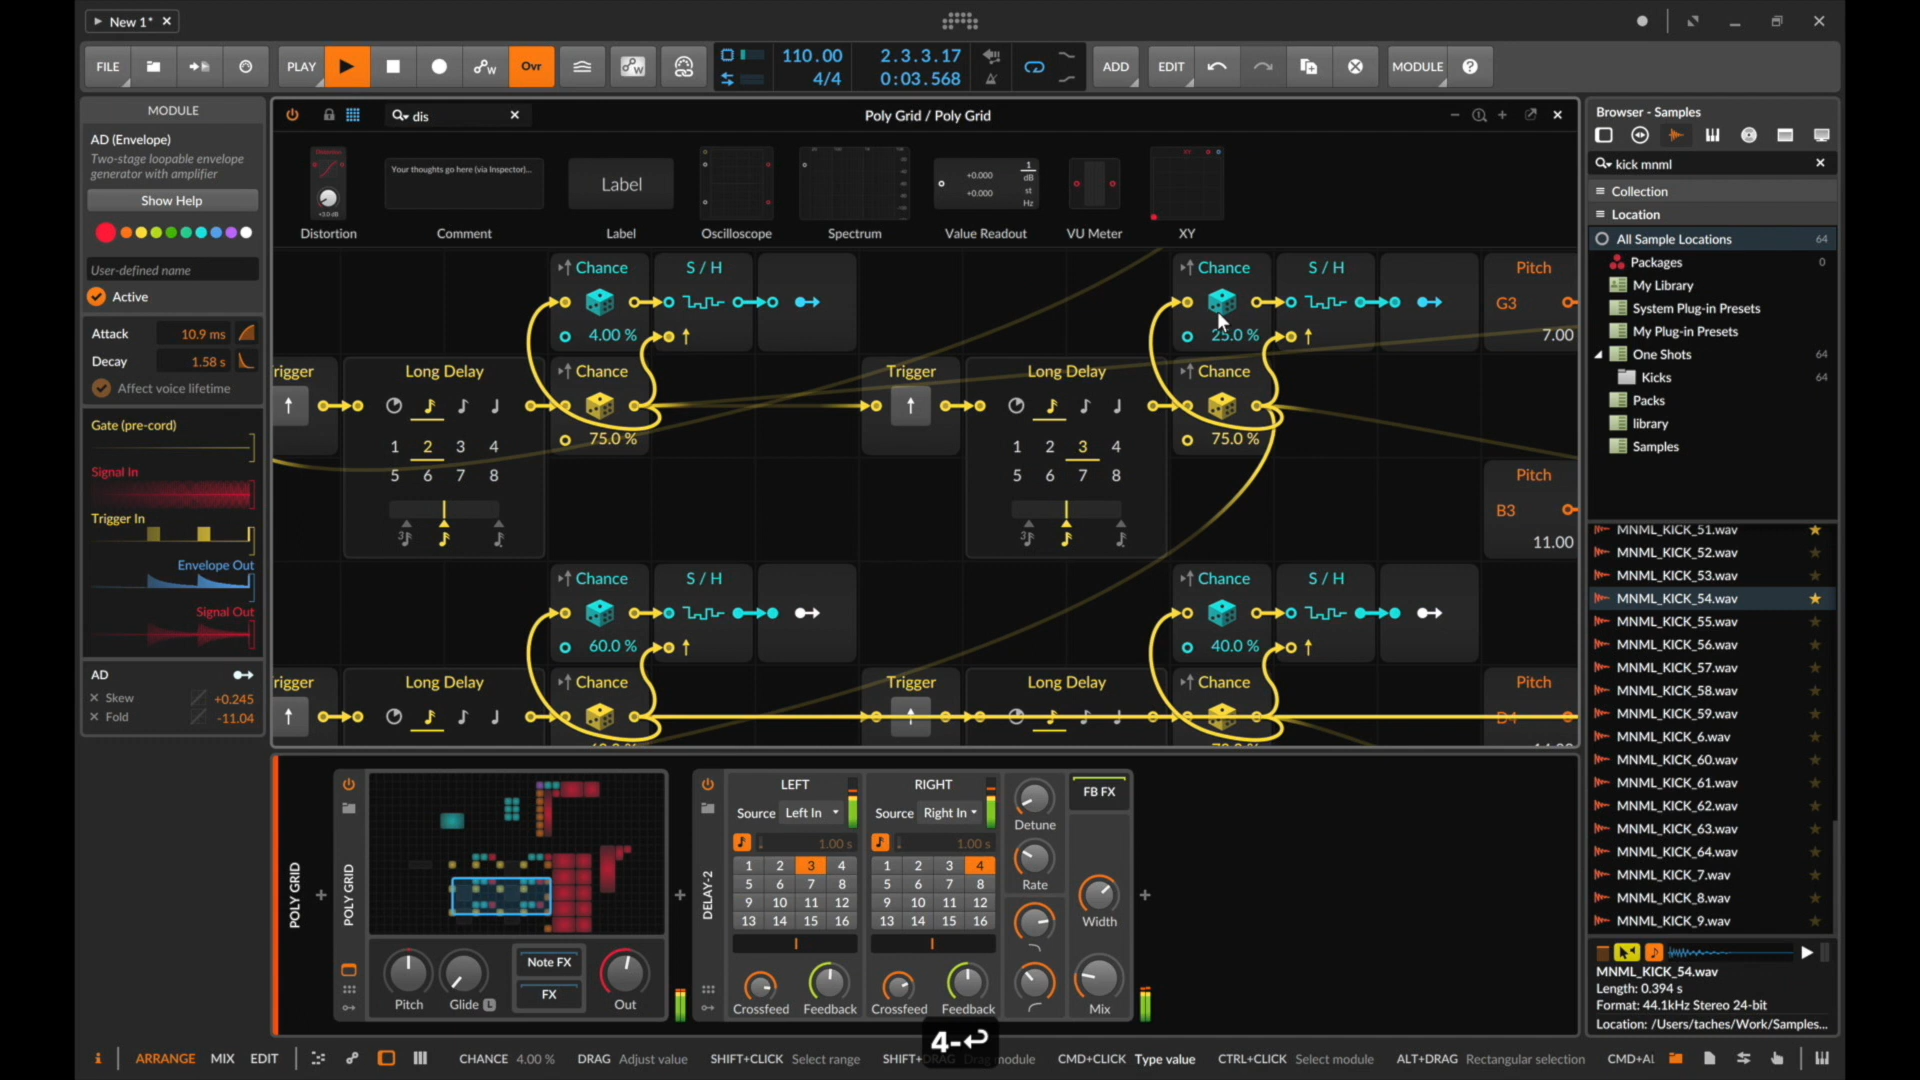 New 1*
FILE
PLAY
Ovr
110.00
4/4
2.3.3.17
0:03.568
ADD
EDIT
MODULE
MODULE
AD (Envelope)
Two-stage loopable envelope
generator with amplifier
Show Help
User-defined name
Active
Attack 10.9 ms
Decay 1.58 s
Affect voice lifetime
Gate (pre-cord)
Signal In
Trigger In
Envelope Out
Signal Out
AD
Skew +0.245
Fold -11.04
dis
Poly Grid / Poly Grid
Your thoughts go here (via Inspector)...
Label
+0.000
+0.000
1
dB
st
Hz
Distortion
Comment
Label
Oscilloscope
Spectrum
Value Readout
VU Meter
XY
Chance
S / H
4.00 %
Chance
S / H
25.0 %
Pitch
G3
7.00
rigger
Long Delay
1 2 3 4
5 6 7 8
Chance
75.0 %
Trigger
Long Delay
1 2 3 4
5 6 7 8
Chance
75.0 %
Pitch
B3
11.00
Chance
S / H
60.0 %
Chance
S / H
40.0 %
rigger
Long Delay
Chance
Trigger
Long Delay
Chance
Pitch
POLY GRID
POLY GRID
Pitch
Glide
L
Note FX
FX
Out
DELAY-2
LEFT
Source Left In
1.00 s
1 2 3 4
5 6 7 8
9 10 11 12
13 14 15 16
Crossfeed
Feedback
RIGHT
Source Right In
1.00 s
1 2 3 4
5 6 7 8
9 10 11 12
13 14 15 16
Crossfeed
Feedback
Detune
Rate
FB FX
Width
Mix
Browser - Samples
kick mnml
Collection
Location
All Sample Locations 64
Packages 0
My Library
System Plug-in Presets
My Plug-in Presets
One Shots 64
Kicks 64
Packs
library
Samples
MNML_KICK_51.wav
MNML_KICK_52.wav
MNML_KICK_53.wav
MNML_KICK_54.wav
MNML_KICK_55.wav
MNML_KICK_56.wav
MNML_KICK_57.wav
MNML_KICK_58.wav
MNML_KICK_59.wav
MNML_KICK_6.wav
MNML_KICK_60.wav
MNML_KICK_61.wav
MNML_KICK_62.wav
MNML_KICK_63.wav
MNML_KICK_64.wav
MNML_KICK_7.wav
MNML_KICK_8.wav
MNML_KICK_9.wav
MNML_KICK_54.wav
Length: 0.394 s
Format: 44.1kHz Stereo 24-bit
Location: /Users/taches/Work/Samples...
4-↩
i
ARRANGE
MIX
EDIT
CHANCE 4.00 %
DRAG Adjust value
SHIFT+CLICK Select range
SHIFT+DRAG Drag module
CMD+CLICK Type value
CTRL+CLICK Select module
ALT+DRAG Rectangular selection
CMD+AL